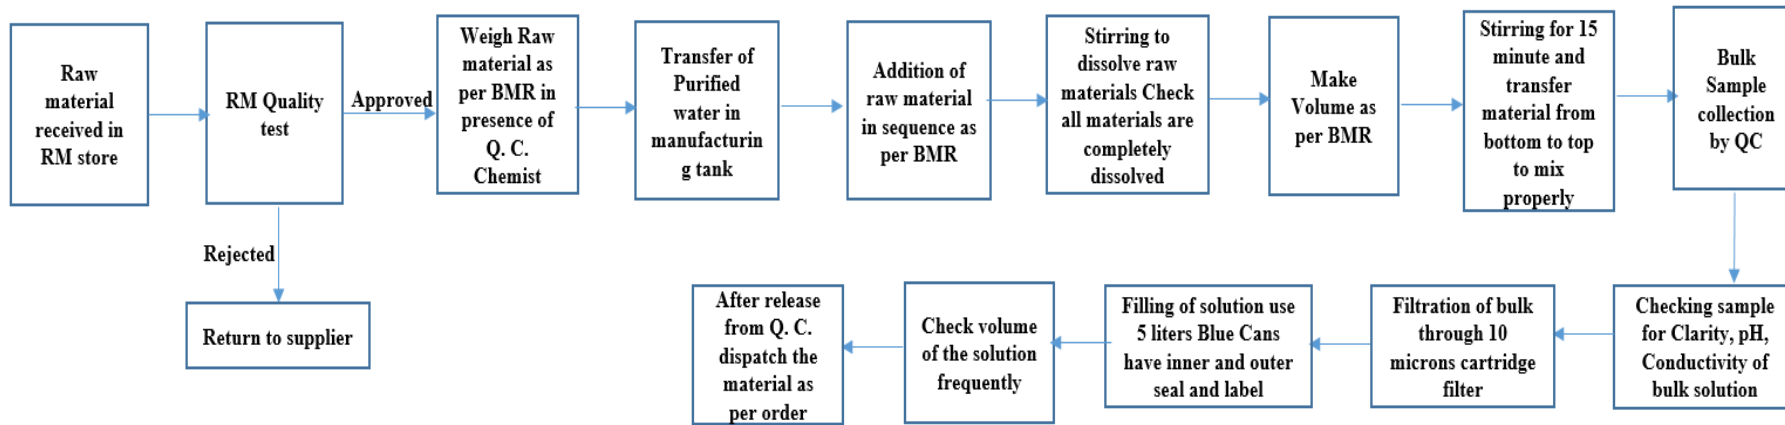 Raw
material
received in
RM store
RM Quality
test
Approved
Rejected
Return to supplier
Weigh Raw
material as
per BMR in
presence of
Q. C.
Chemist
Transfer of
Purified
water in
manufacturin
g tank
Addition of
raw material
in sequence as
per BMR
Stirring to
dissolve raw
materials Check
all materials are
completely
dissolved
Make
Volume as
per BMR
Stirring for 15
minute and
transfer
material from
bottom to top
to mix
properly
Bulk
Sample
collection
by QC
Checking sample
for Clarity, pH,
Conductivity of
bulk solution
Filtration of bulk
through 10
microns cartridge
filter
Filling of solution use
5 liters Blue Cans
have inner and outer
seal and label
Check volume
of the solution
frequently
After release
from Q. C.
dispatch the
material as
per order